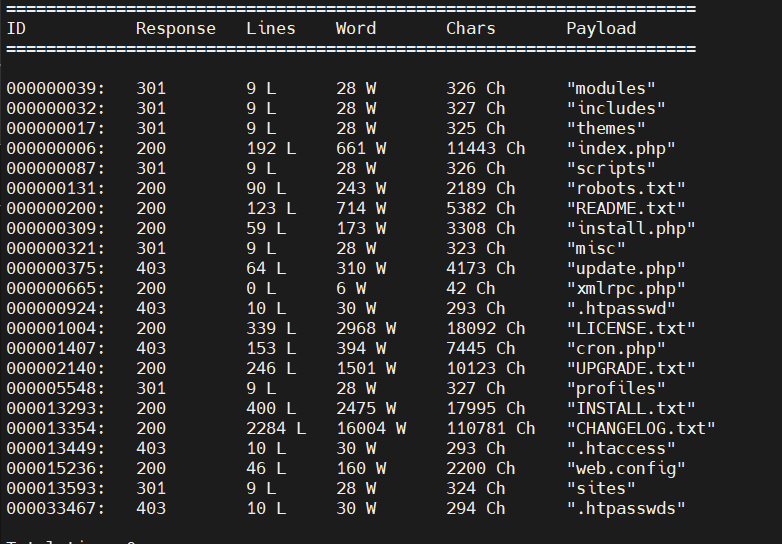 ======================================================================
ID           Response   Lines    Word       Chars       Payload
======================================================================
000000039:   301        9 L      28 W       326 Ch      "modules"
000000032:   301        9 L      28 W       327 Ch      "includes"
000000017:   301        9 L      28 W       325 Ch      "themes"
000000006:   200        192 L    661 W      11443 Ch    "index.php"
000000087:   301        9 L      28 W       326 Ch      "scripts"
000000131:   200        90 L     243 W      2189 Ch     "robots.txt"
000000200:   200        123 L    714 W      5382 Ch     "README.txt"
000000309:   200        59 L     173 W      3308 Ch     "install.php"
000000321:   301        9 L      28 W       323 Ch      "misc"
000000375:   403        64 L     310 W      4173 Ch     "update.php"
000000665:   200        0 L      6 W        42 Ch       "xmlrpc.php"
000000924:   403        10 L     30 W       293 Ch      ".htpasswd"
000001004:   200        339 L    2968 W     18092 Ch    "LICENSE.txt"
000001407:   403        153 L    394 W      7445 Ch     "cron.php"
000002140:   200        246 L    1501 W     10123 Ch    "UPGRADE.txt"
000005548:   301        9 L      28 W       327 Ch      "profiles"
000013293:   200        400 L    2475 W     17995 Ch    "INSTALL.txt"
000013354:   200        2284 L   16004 W    110781 Ch   "CHANGELOG.txt"
000013449:   403        10 L     30 W       293 Ch      ".htaccess"
000015236:   200        46 L     160 W      2200 Ch     "web.config"
000013593:   301        9 L      28 W       324 Ch      "sites"
000033467:   403        10 L     30 W       294 Ch      ".htpasswds"